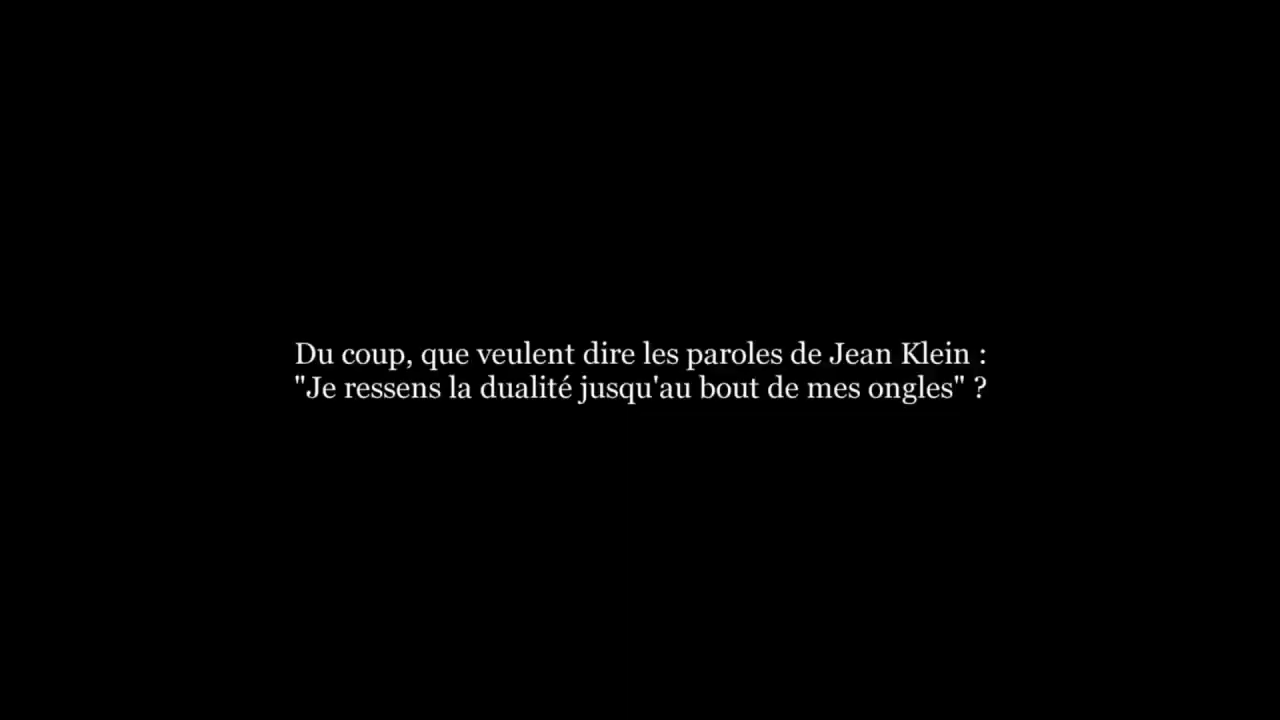 Du coup, que veulent dire les paroles de Jean Klein :
"Je ressens la dualité jusqu'au bout de mes ongles" ?